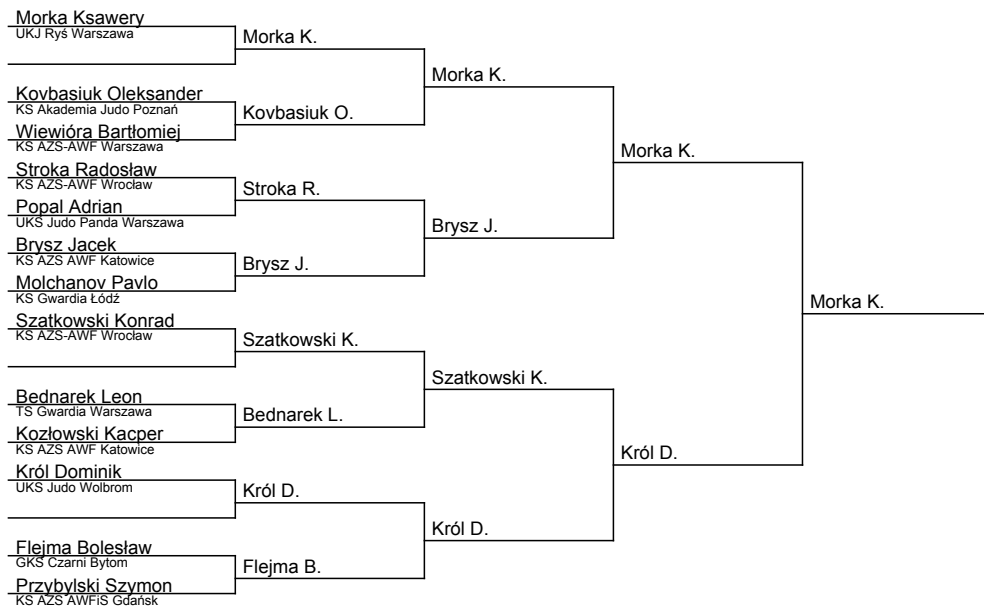 Morka Ksawery
UKJ Ryś Warszawa
Kovbasiuk Oleksander
KS Akademia Judo Poznań
Wiewióra Bartłomiej
KS AZS-AWF Warszawa
Stroka Radosław
KS AZS-AWF Wrocław
Popal Adrian
UKS Judo Panda Warszawa
Brysz Jacek
KS AZS AWF Katowice
Molchanov Pavlo
KS Gwardia Łódź
Szatkowski Konrad
KS AZS-AWF Wrocław
Bednarek Leon
TS Gwardia Warszawa
Kozłowski Kacper
KS AZS AWF Katowice
Król Dominik
UKS Judo Wolbrom
Flejma Bolesław
GKS Czarni Bytom
Przybylski Szymon
KS AZS AWFiS Gdańsk
Morka K.
Kovbasiuk O.
Stroka R.
Brysz J.
Szatkowski K.
Bednarek L.
Król D.
Flejma B.
Morka K.
Brysz J.
Szatkowski K.
Król D.
Morka K.
Król D.
Morka K.